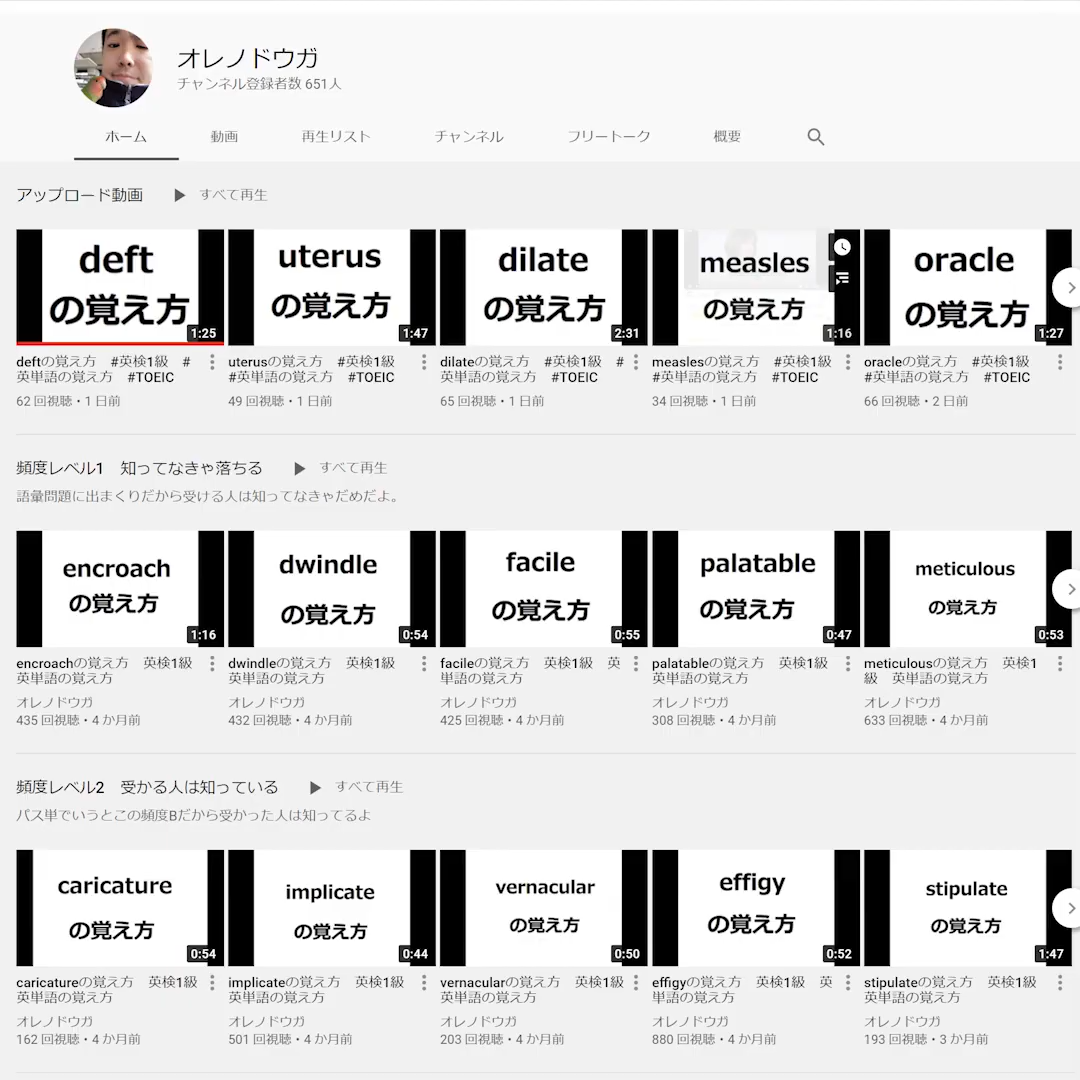 オレノドウガ
チャンネル登録者数 651人
ホーム 動画 再生リスト チャンネル フリートーク 概要
アップロード動画 すべて再生
deft
の覚え方
1:25
uterus
の覚え方
1:47
dilate
の覚え方
2:31
measles
の覚え方
1:16
oracle
の覚え方
1:27
deftの覚え方 #英検1級 #
英単語の覚え方 #TOEIC
62 回視聴・1 日前
uterusの覚え方 #英検1級
#英単語の覚え方 #TOEIC
49 回視聴・1 日前
dilateの覚え方 #英検1級 #
英単語の覚え方 #TOEIC
65 回視聴・1 日前
measlesの覚え方 #英検1級
#英単語の覚え方 #TOEIC
34 回視聴・1 日前
oracleの覚え方 #英検1級
#英単語の覚え方 #TOEIC
66 回視聴・2 日前
頻度レベル1 知ってなきゃ落ちる すべて再生
語彙問題に出まくりだから受ける人は知ってなきゃだめだよ。
encroach
の覚え方
1:16
dwindle
の覚え方
0:54
facile
の覚え方
0:55
palatable
の覚え方
0:47
meticulous
の覚え方
0:53
encroachの覚え方 英検1級
英単語の覚え方
オレノドウガ
435 回視聴・4 か月前
dwindleの覚え方 英検1級
英単語の覚え方
オレノドウガ
432 回視聴・4 か月前
facileの覚え方 英検1級 英
単語の覚え方
オレノドウガ
425 回視聴・4 か月前
palatableの覚え方 英検1級
英単語の覚え方
オレノドウガ
308 回視聴・4 か月前
meticulousの覚え方 英検1
級 英単語の覚え方
オレノドウガ
633 回視聴・4 か月前
頻度レベル2 受かる人は知っている すべて再生
パス単でいうとこの頻度Bだから受かった人は知ってるよ
caricature
の覚え方
0:54
implicate
の覚え方
0:44
vernacular
の覚え方
0:50
effigy
の覚え方
0:52
stipulate
の覚え方
1:47
caricatureの覚え方 英検1級
英単語の覚え方
オレノドウガ
162 回視聴・4 か月前
implicateの覚え方 英検1級
英単語の覚え方
オレノドウガ
501 回視聴・4 か月前
vernacularの覚え方 英検1級
英単語の覚え方
オレノドウガ
203 回視聴・4 か月前
effigyの覚え方 英検1級 英
単語の覚え方
オレノドウガ
880 回視聴・4 か月前
stipulateの覚え方 英検1級
英単語の覚え方
オレノドウガ
193 回視聴・3 か月前